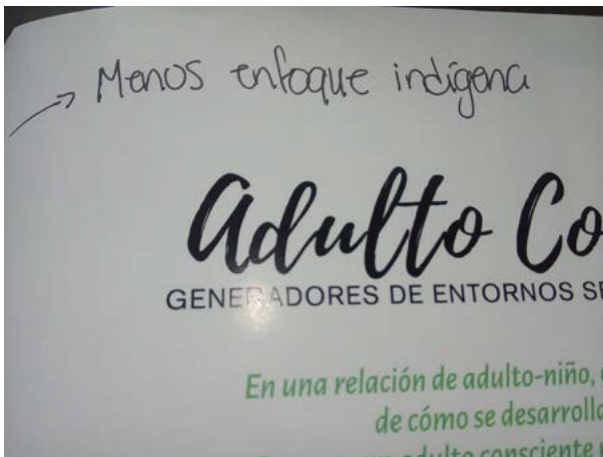 Menos enfoque indígena
Adulto Co
GENERADORES DE ENTORNOS SE
En una relación de adulto-niño,
de cómo se desarrolla
adulto consciente